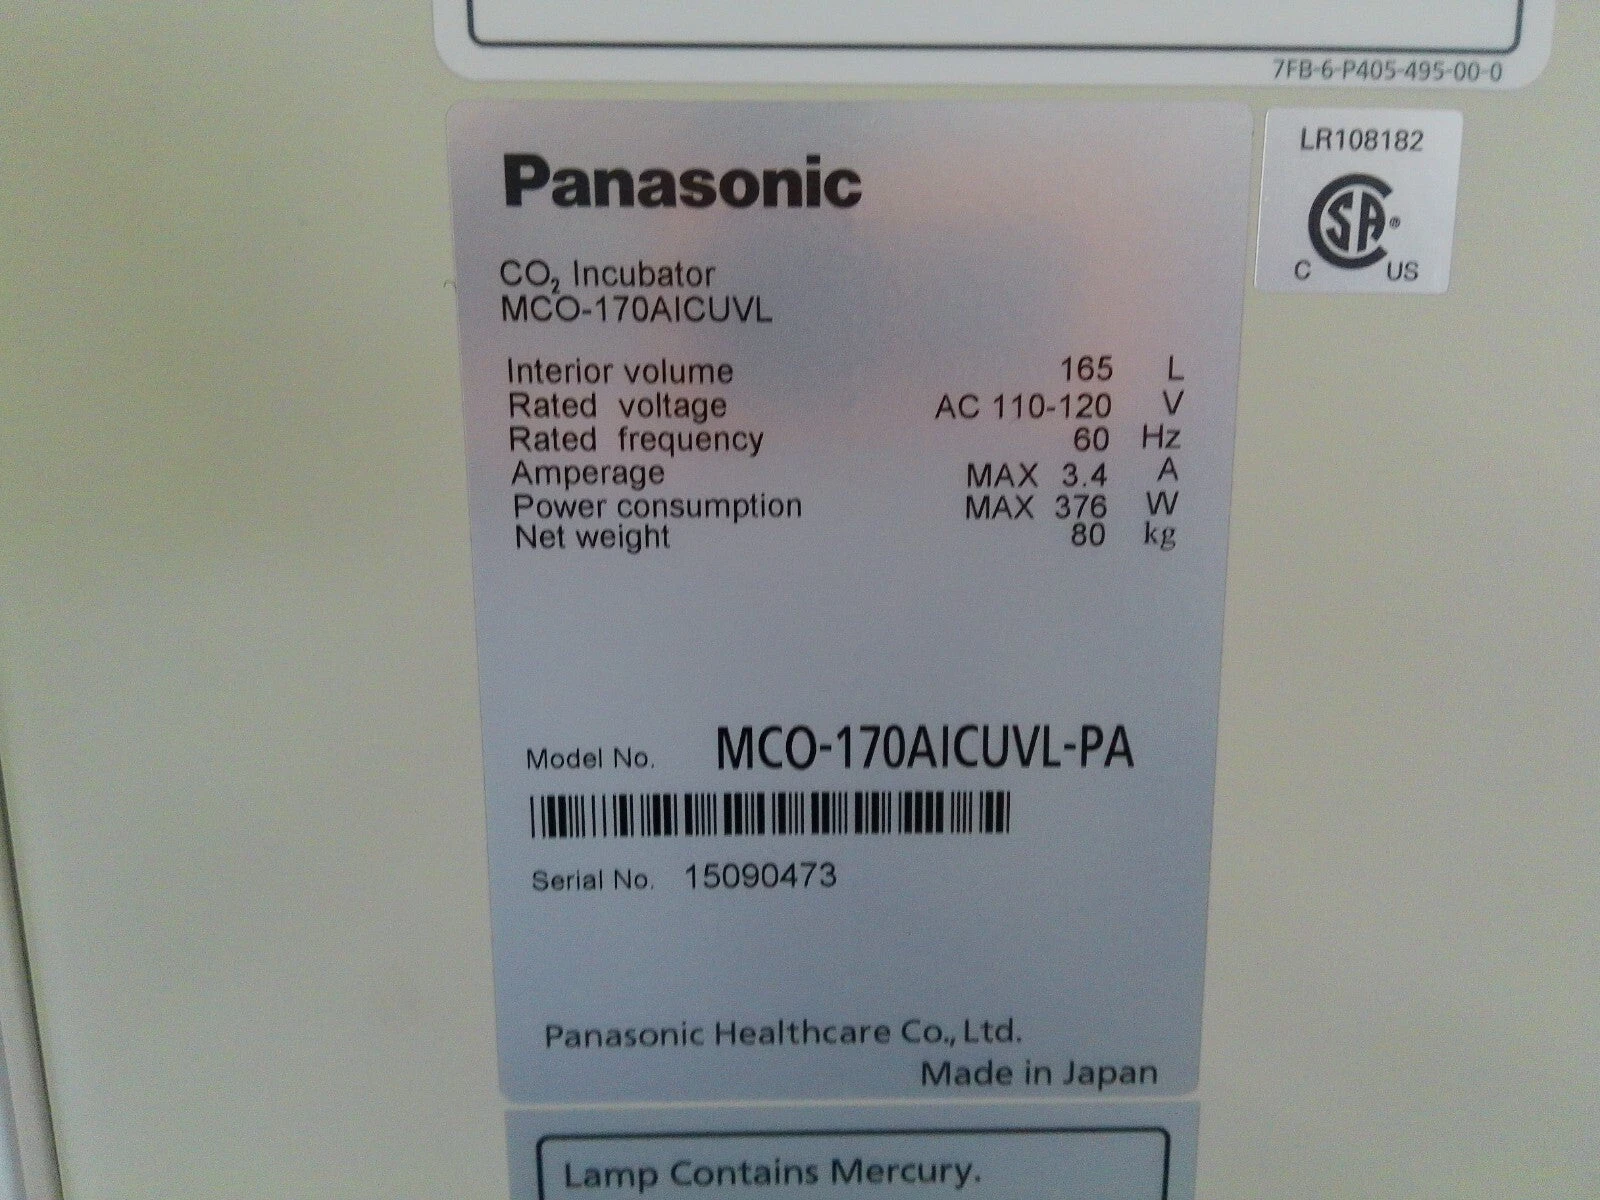 7FB-6-P405-495-00-0
Panasonic
LR108182
CSA®
C US
CO₂ Incubator
MCO-170AICUVL
Interior volume 165 L
Rated voltage AC 110-120 V
Rated frequency 60 Hz
Amperage MAX 3.4 A
Power consumption MAX 376 W
Net weight 80 kg
Model No. MCO-170AICUVL-PA
Serial No. 15090473
Panasonic Healthcare Co., Ltd.
Made in Japan
Lamp Contains Mercury.